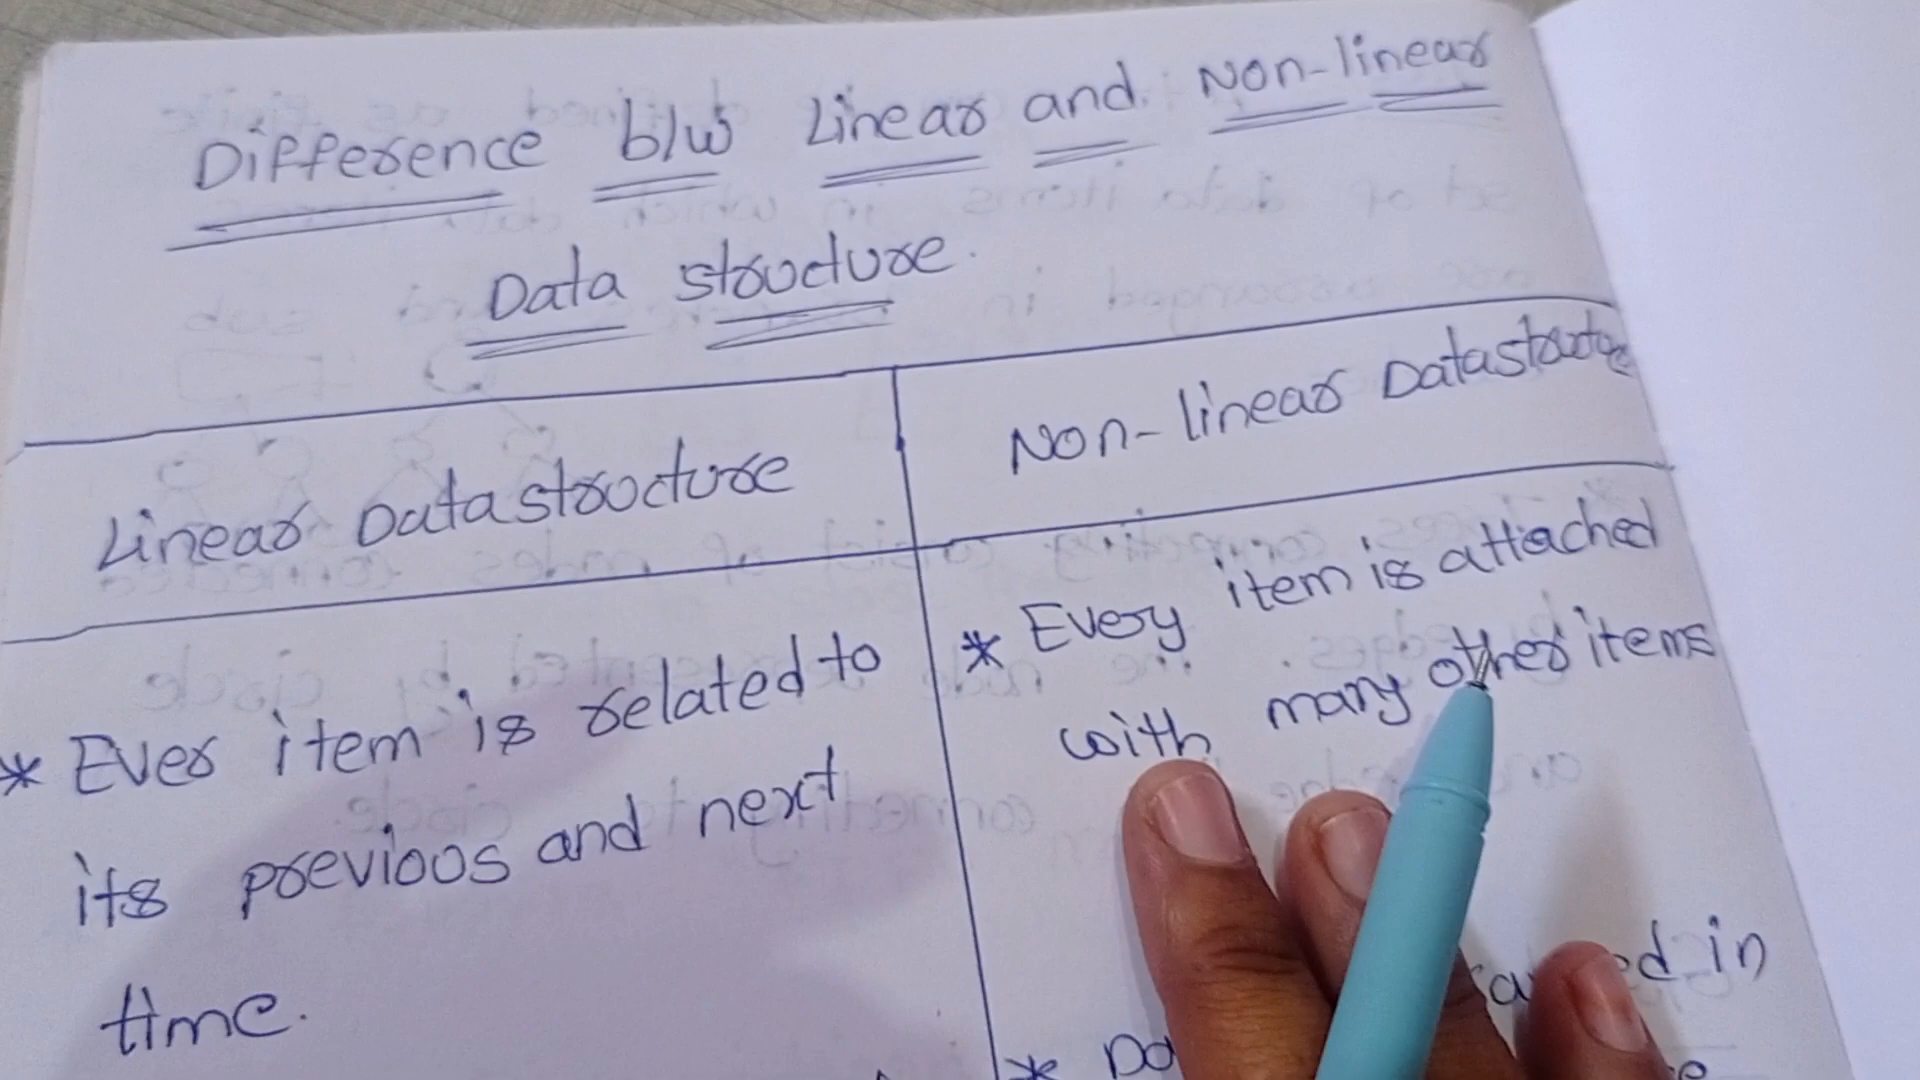 Difference b/w Linear and Non-linear
Data structure.
Linear Datastructure
Non-linear Datastructure
* Ever item is related to
its previous and next
time.
* Every item is attached
with many other items
* in